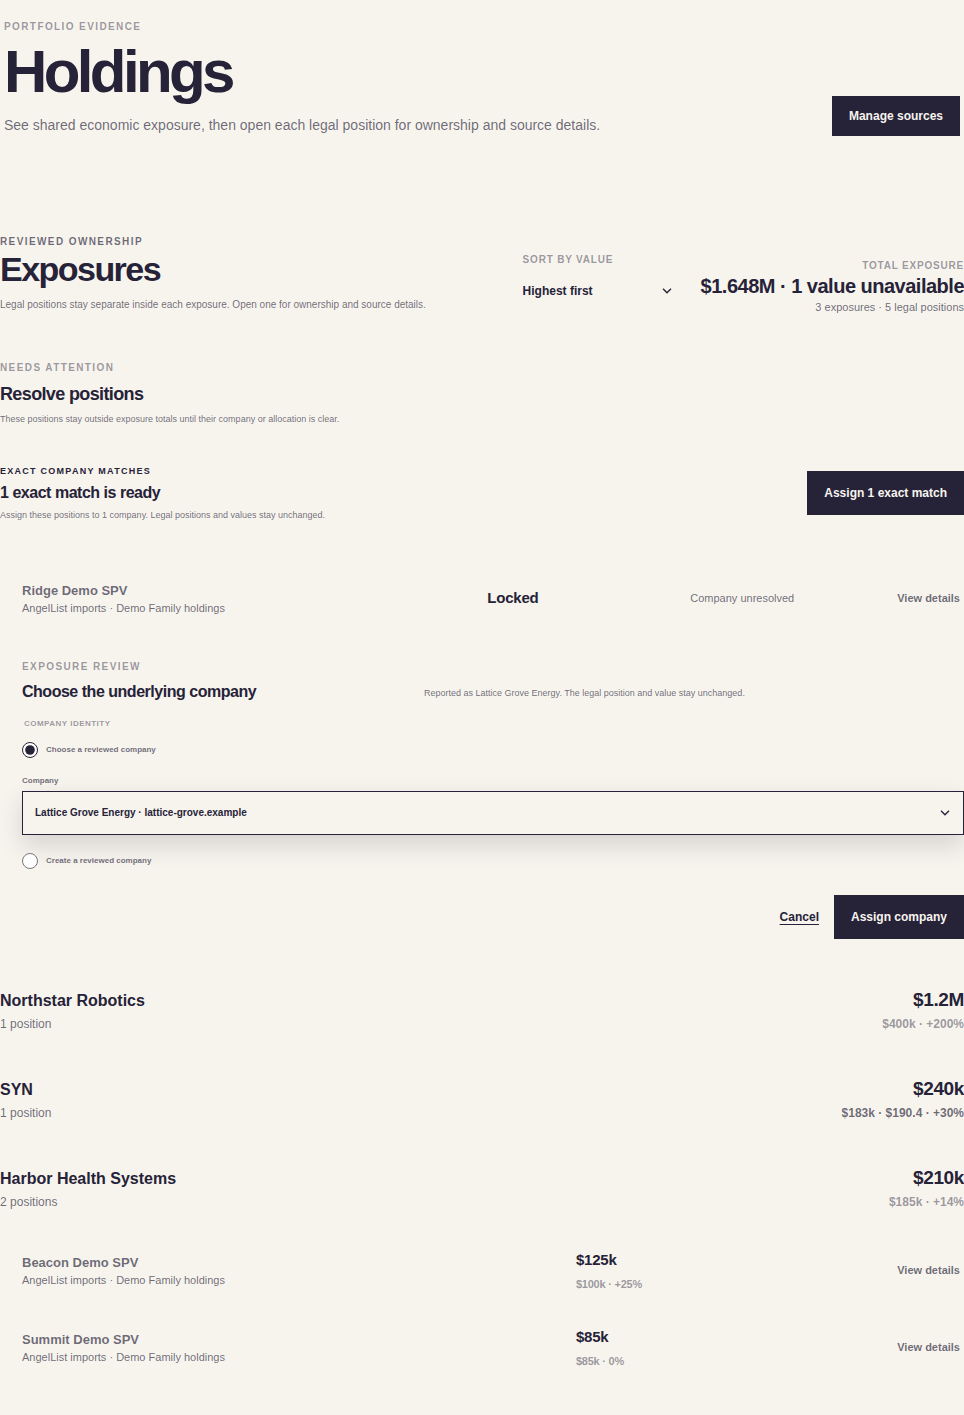 PORTFOLIO EVIDENCE
Holdings
See shared economic exposure, then open each legal position for ownership and source details.
Manage sources
REVIEWED OWNERSHIP
Exposures
Legal positions stay separate inside each exposure. Open one for ownership and source details.
SORT BY VALUE
Highest first
TOTAL EXPOSURE
$1.648M · 1 value unavailable
3 exposures · 5 legal positions
NEEDS ATTENTION
Resolve positions
These positions stay outside exposure totals until their company or allocation is clear.
EXACT COMPANY MATCHES
1 exact match is ready
Assign these positions to 1 company. Legal positions and values stay unchanged.
Assign 1 exact match
Ridge Demo SPV
AngelList imports · Demo Family holdings
Locked
Company unresolved
View details
EXPOSURE REVIEW
Choose the underlying company
Reported as Lattice Grove Energy. The legal position and value stay unchanged.
COMPANY IDENTITY
Choose a reviewed company
Company
Lattice Grove Energy · lattice-grove.example
Create a reviewed company
Cancel
Assign company
Northstar Robotics
1 position
$1.2M
$400k · +200%
SYN
1 position
$240k
$183k · $190.4 · +30%
Harbor Health Systems
2 positions
$210k
$185k · +14%
Beacon Demo SPV
AngelList imports · Demo Family holdings
$125k
$100k · +25%
View details
Summit Demo SPV
AngelList imports · Demo Family holdings
$85k
$85k · 0%
View details